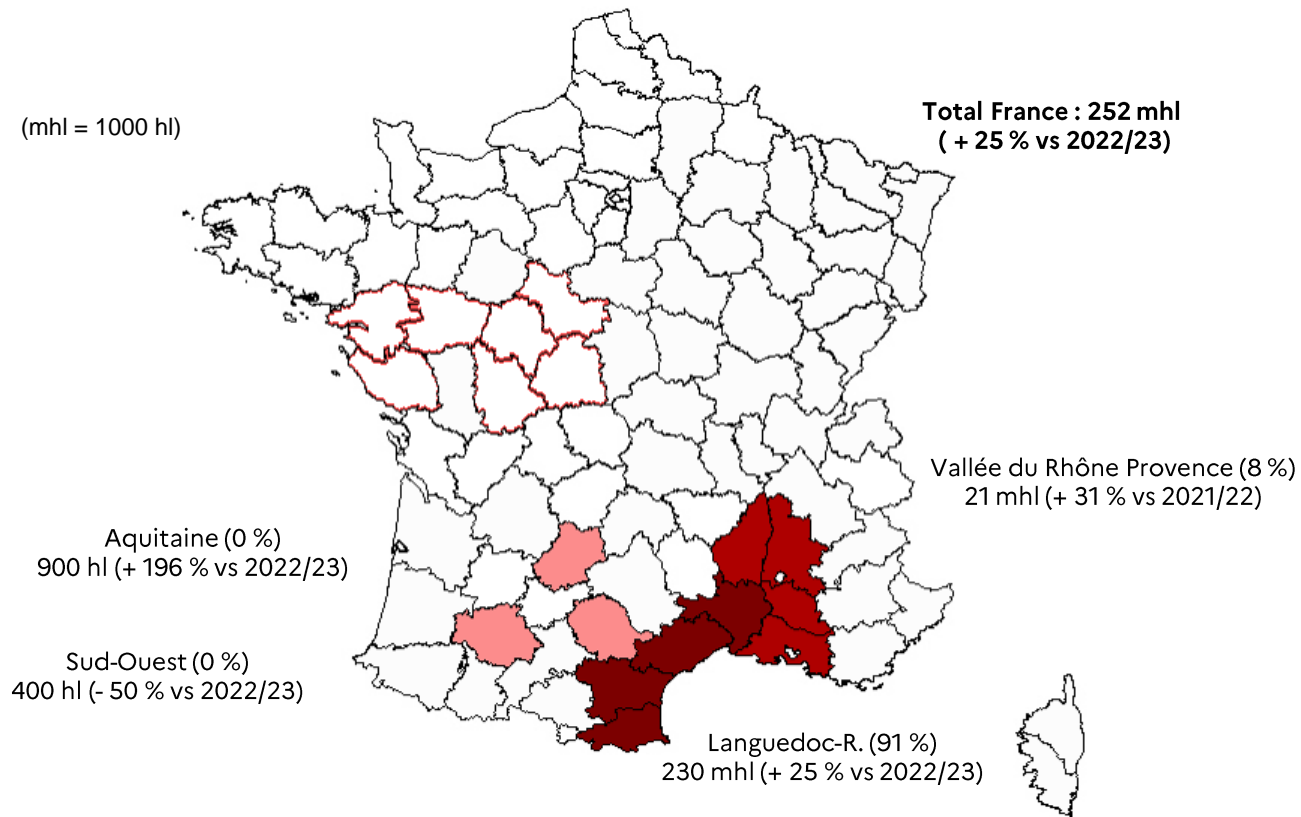 (mhl = 1000 hl)
Total France : 252 mhl
( + 25 % vs 2022/23)
Vallée du Rhône Provence (8 %)
21 mhl (+ 31 % vs 2021/22)
Aquitaine (0 %)
900 hl (+ 196 % vs 2022/23)
Sud-Ouest (0 %)
400 hl (- 50 % vs 2022/23)
Languedoc-R. (91 %)
230 mhl (+ 25 % vs 2022/23)